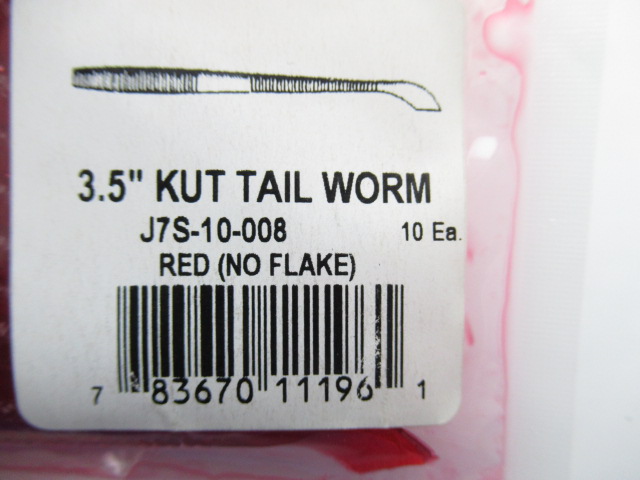 3.5" KUT TAIL WORM
J7S-10-008 10 Ea.
RED (NO FLAKE)
7 83670 11196 1